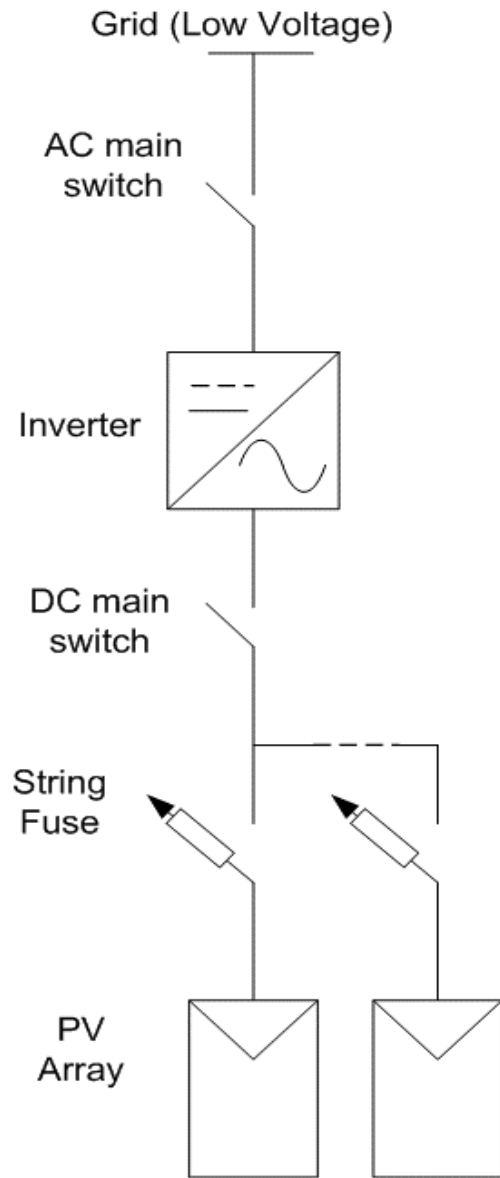 Grid (Low Voltage)
AC main
switch
Inverter
DC main
switch
String
Fuse
PV
Array